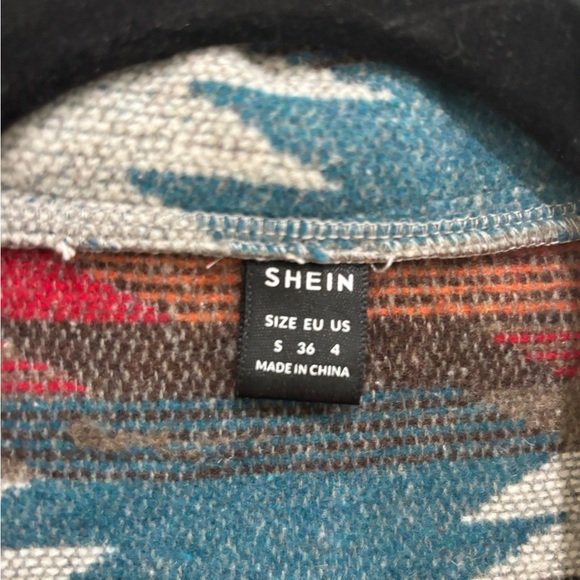 SHEIN
SIZE EU US
S 36 4
MADE IN CHINA